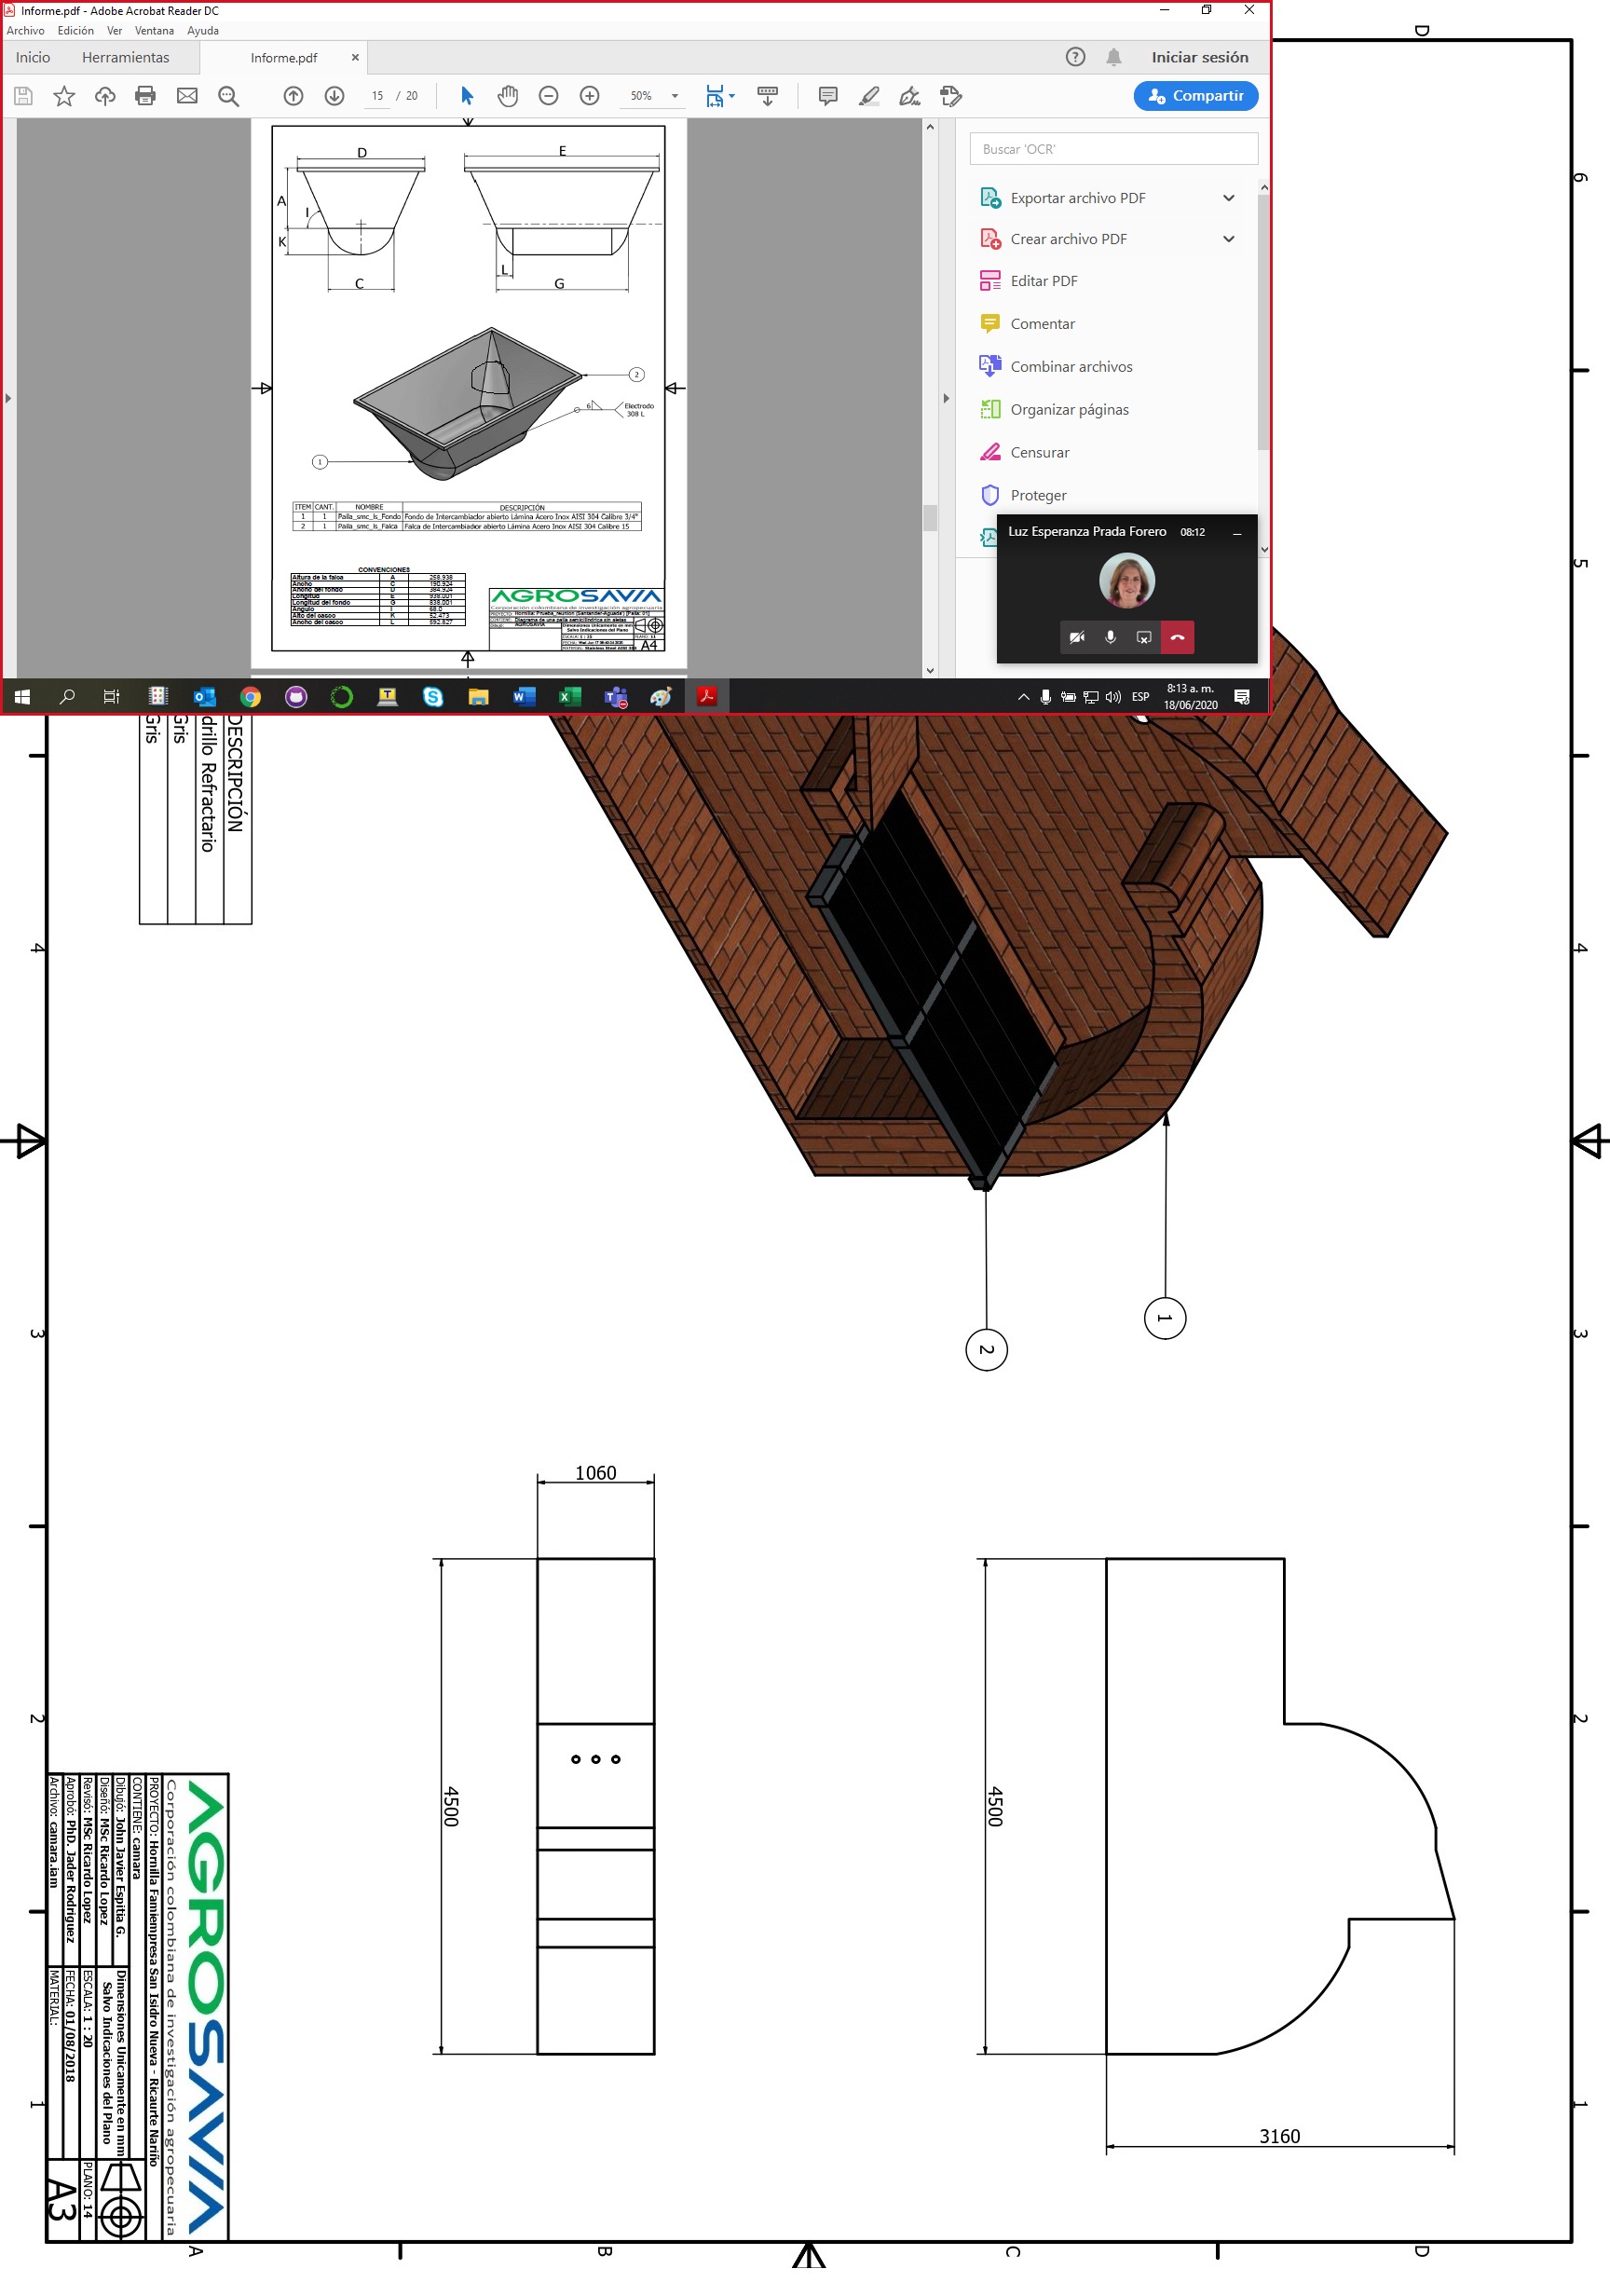 Informe.pdf - Adobe Acrobat Reader DC
Archivo Edición Ver Ventana Ayuda
Inicio Herramientas Informe.pdf × Iniciar sesión
15 / 20 50% Compartir
D
E
A
I
K
L
C
G
2
6
Electrodo
308 L
1
ITEM CANT. NOMBRE DESCRIPCIÓN
1 1 Paila_smc_ls_Fondo Fondo de Intercambiador abierto Lámina Acero Inox AISI 304 Calibre 3/4"
2 1 Paila_smc_ls_Falca Falca de Intercambiador abierto Lámina Acero Inox AISI 304 Calibre 15
CONVENCIONES
Altura de la falca A 258.938
Ancho C
Ancho del fondo D 384.924
Longitud E 938.001
Longitud del fondo G 838.001
Angulo I 68.0
Alto del casco K 52.473
Ancho del casco L
AGROSAVIA
Corporación colombiana de investigación agropecuaria
A4
Buscar 'OCR'
Exportar archivo PDF
Crear archivo PDF
Editar PDF
Comentar
Combinar archivos
Organizar páginas
Censurar
Proteger
Luz Esperanza Prada Forero 08:12
ESP
8:13 a. m.
18/06/2020
D
6
5
4
3
2
1
DESCRIPCIÓN
drillo Refractario
Gris
Gris
4
3
2
1
1
2
1060
4500
4500
3160
AGROSAVIA
Corporación colombiana de investigación agropecuaria
PROYECTO: Hornilla Famiempresa San Isidro Nueva - Ricaurte Nariño
CONTIENE: camara
Dibujó: John Javier Espitia G.
Diseñó: MSc Ricardo Lopez
Revisó: MSc Ricardo Lopez
Aprobó: PhD. Jader Rodriguez
Archivo: camara.iam
Dimensiones Unicamente en mm
Salvo Indicaciones del Plano
ESCALA: 1 : 20
PLANO: 14
FECHA: 01/08/2018
MATERIAL:
A3
A
B
C
D